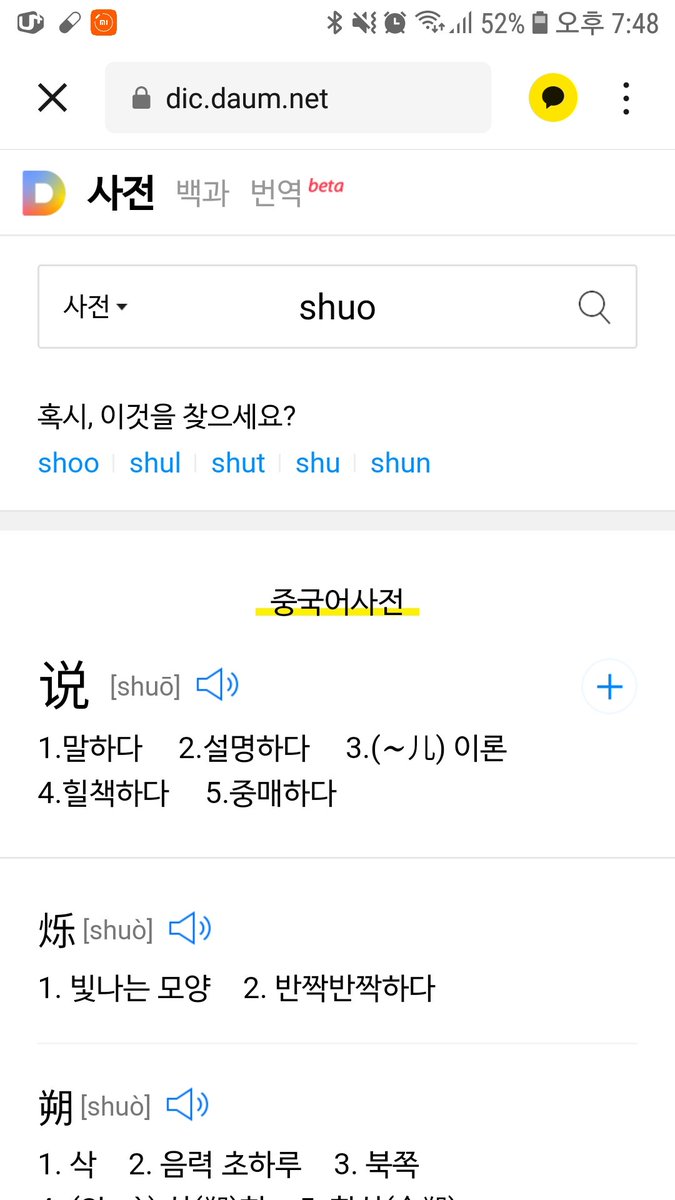 52% 오후 7:48
dic.daum.net
사전 백과 번역 beta
사전 shuo
혹시, 이것을 찾으세요?
shoo shul shut shu shun
중국어사전
说 [shuō]
1.말하다 2.설명하다 3.(~儿) 이론
4.힐책하다 5.중매하다
烁 [shuò]
1. 빛나는 모양 2. 반짝반짝하다
朔 [shuò]
1. 삭 2. 음력 초하루 3. 북쪽